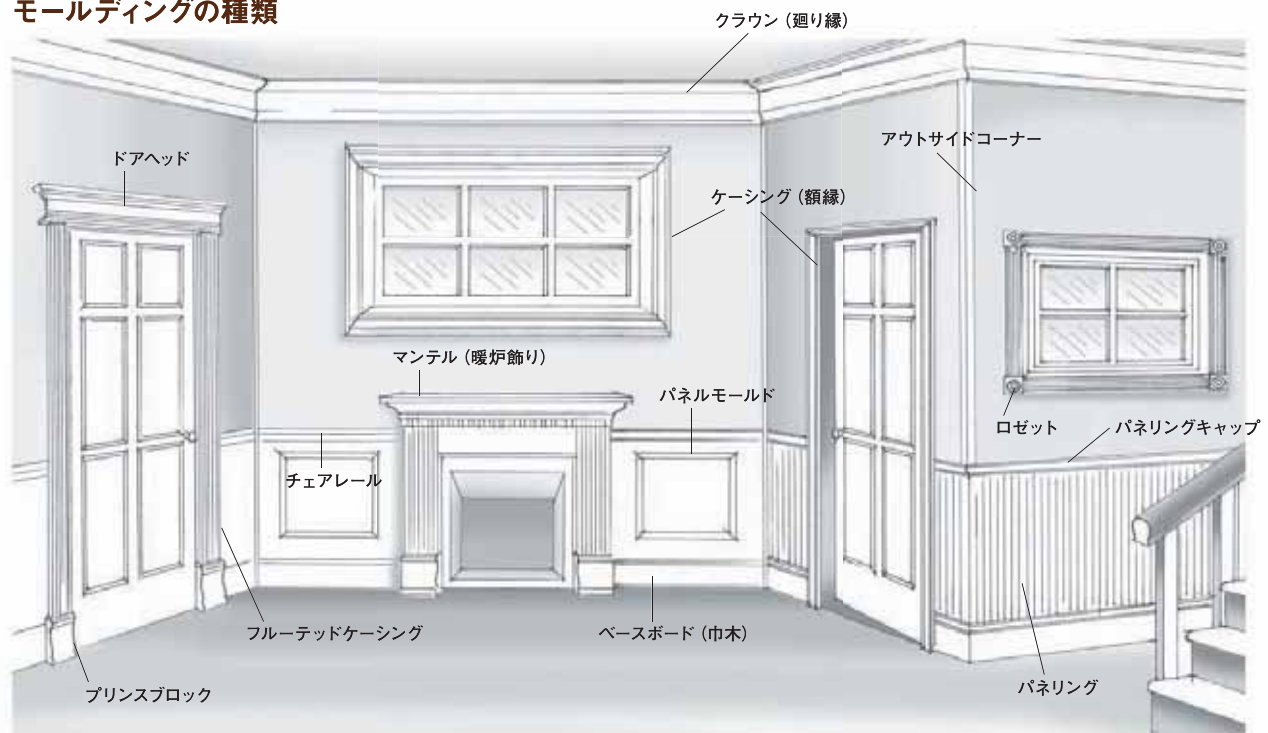 モールディングの種類
クラウン（廻り縁）
アウトサイドコーナー
ドアヘッド
ケーシング（額縁）
マンテル（暖炉飾り）
パネルモールド
ロゼット
パネリングキャップ
チェアレール
フルーテッドケーシング
ベースボード（巾木）
パネリング
プリンスブロック